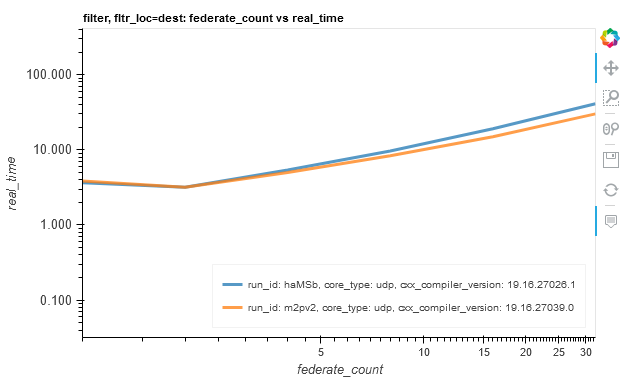 filter, fltr_loc=dest: federate_count vs real_time
100.000
10.000
1.000
0.100
real_time
run_id: haMSb, core_type: udp, cxx_compiler_version: 19.16.27026.1
run_id: m2pv2, core_type: udp, cxx_compiler_version: 19.16.27039.0
5 10 15 20 25 30
federate_count